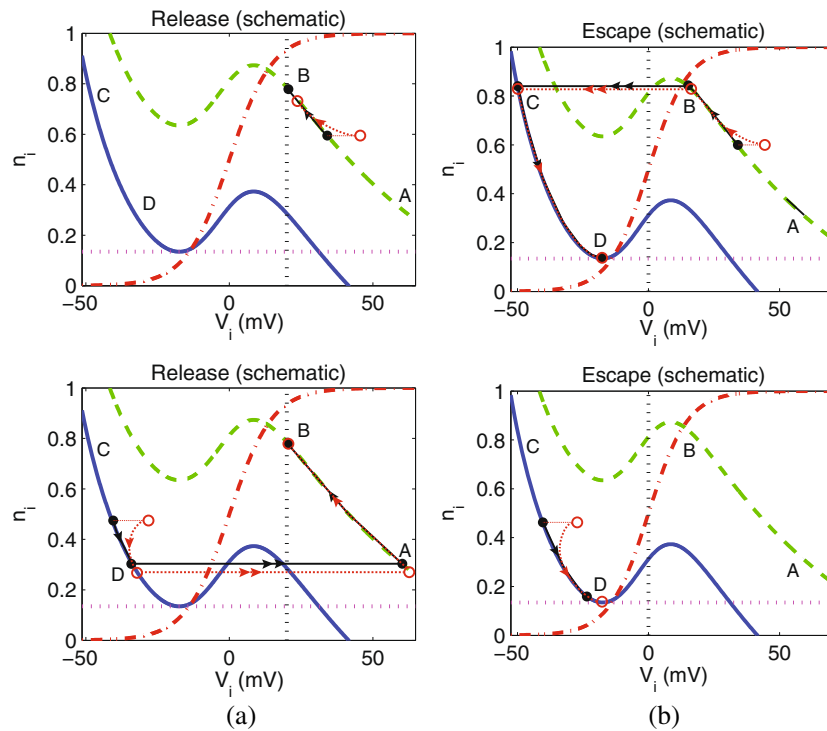 Release (schematic)
1
0.8
0.6
0.4
0.2
0
n_i
−50
0
50
V_i (mV)
C
D
B
A
Escape (schematic)
1
0.8
0.6
0.4
0.2
0
n_i
−50
0
50
V_i (mV)
C
B
A
D
Release (schematic)
1
0.8
0.6
0.4
0.2
0
n_i
−50
0
50
V_i (mV)
C
B
D
A
Escape (schematic)
1
0.8
0.6
0.4
0.2
0
n_i
−50
0
50
V_i (mV)
C
B
D
A
(a)
(b)